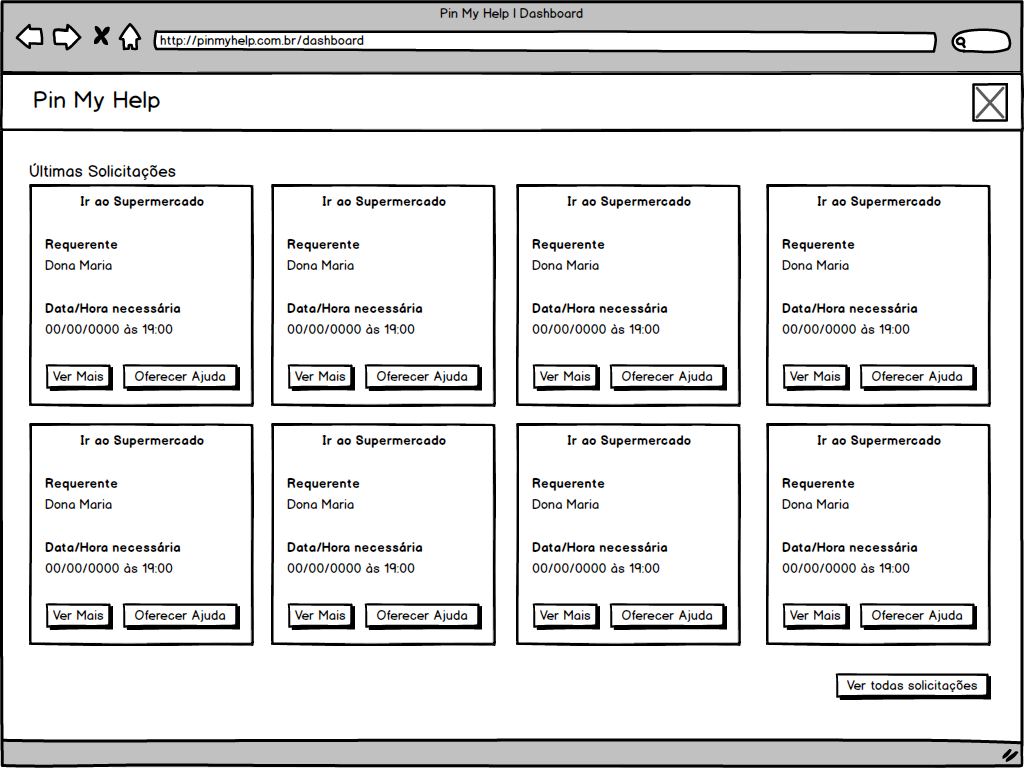 Pin My Help | Dashboard
http://pinmyhelp.com.br/dashboard
Pin My Help
Últimas Solicitações
Ir ao Supermercado
Requerente
Dona Maria
Data/Hora necessária
00/00/0000 às 19:00
Ver Mais Oferecer Ajuda
Ir ao Supermercado
Requerente
Dona Maria
Data/Hora necessária
00/00/0000 às 19:00
Ver Mais Oferecer Ajuda
Ir ao Supermercado
Requerente
Dona Maria
Data/Hora necessária
00/00/0000 às 19:00
Ver Mais Oferecer Ajuda
Ir ao Supermercado
Requerente
Dona Maria
Data/Hora necessária
00/00/0000 às 19:00
Ver Mais Oferecer Ajuda
Ir ao Supermercado
Requerente
Dona Maria
Data/Hora necessária
00/00/0000 às 19:00
Ver Mais Oferecer Ajuda
Ir ao Supermercado
Requerente
Dona Maria
Data/Hora necessária
00/00/0000 às 19:00
Ver Mais Oferecer Ajuda
Ir ao Supermercado
Requerente
Dona Maria
Data/Hora necessária
00/00/0000 às 19:00
Ver Mais Oferecer Ajuda
Ir ao Supermercado
Requerente
Dona Maria
Data/Hora necessária
00/00/0000 às 19:00
Ver Mais Oferecer Ajuda
Ver todas solicitações